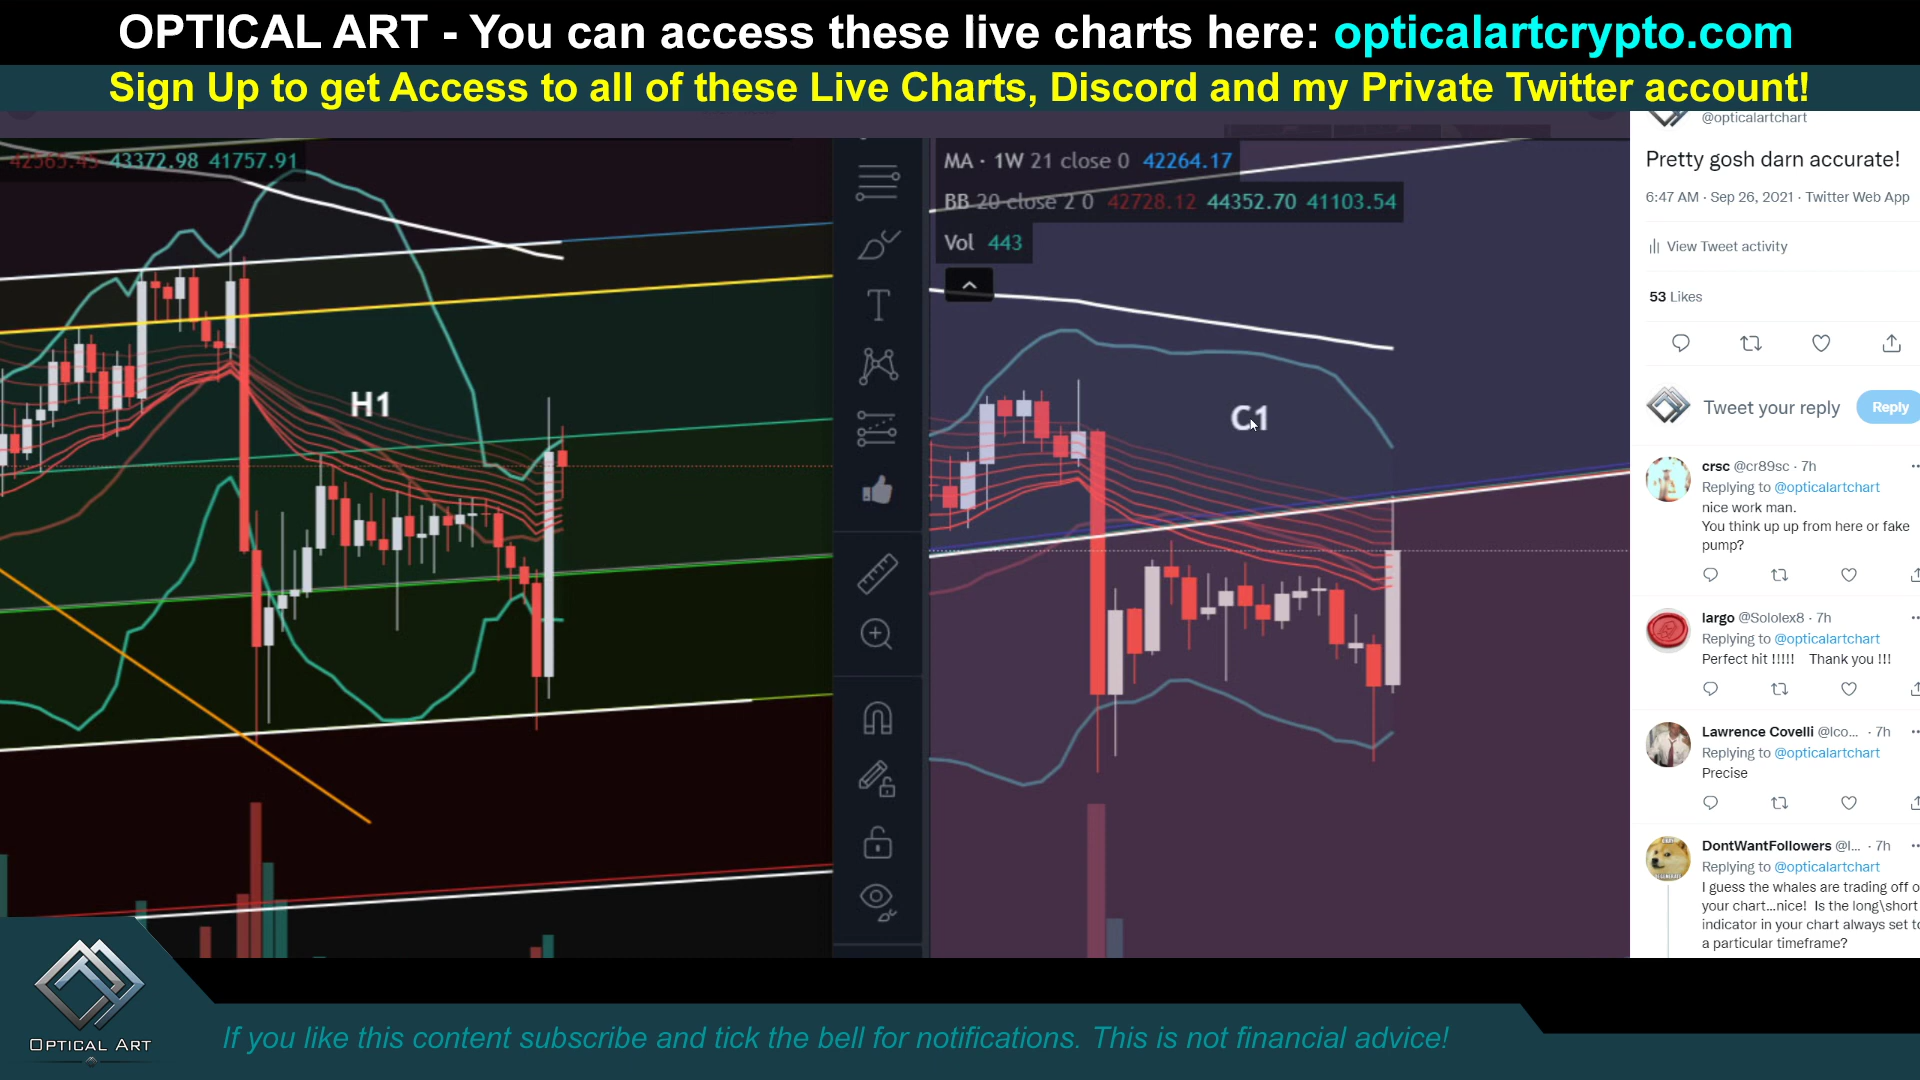 OPTICAL ART - You can access these live charts here: opticalartcrypto.com
Sign Up to get Access to all of these Live Charts, Discord and my Private Twitter account!
42565.45 43372.98 41757.91
H1
MA · 1W 21 close 0 42264.17
BB 20 close 2 0 42728.12 44352.70 41103.54
Vol 443
C1
@opticalartchart
Pretty gosh darn accurate!
6:47 AM · Sep 26, 2021 · Twitter Web App
View Tweet activity
53 Likes
Tweet your reply Reply
crsc @cr89sc · 7h
Replying to @opticalartchart
nice work man.
You think up up from here or fake
pump?
largo @Sololex8 · 7h
Replying to @opticalartchart
Perfect hit !!!!! Thank you !!!
Lawrence Covelli @lco... · 7h
Replying to @opticalartchart
Precise
DontWantFollowers @l... · 7h
Replying to @opticalartchart
I guess the whales are trading off o
your chart...nice! Is the long\short
indicator in your chart always set to
a particular timeframe?
OPTICAL ART
If you like this content subscribe and tick the bell for notifications. This is not financial advice!